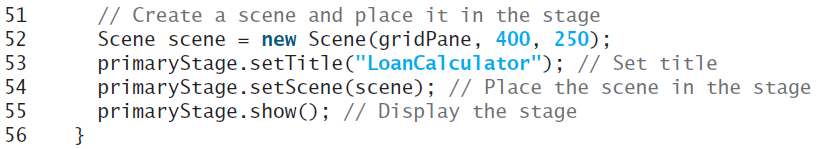 51 // Create a scene and place it in the stage
52 Scene scene = new Scene(gridPane, 400, 250);
53 primaryStage.setTitle("LoanCalculator"); // Set title
54 primaryStage.setScene(scene); // Place the scene in the stage
55 primaryStage.show(); // Display the stage
56 }